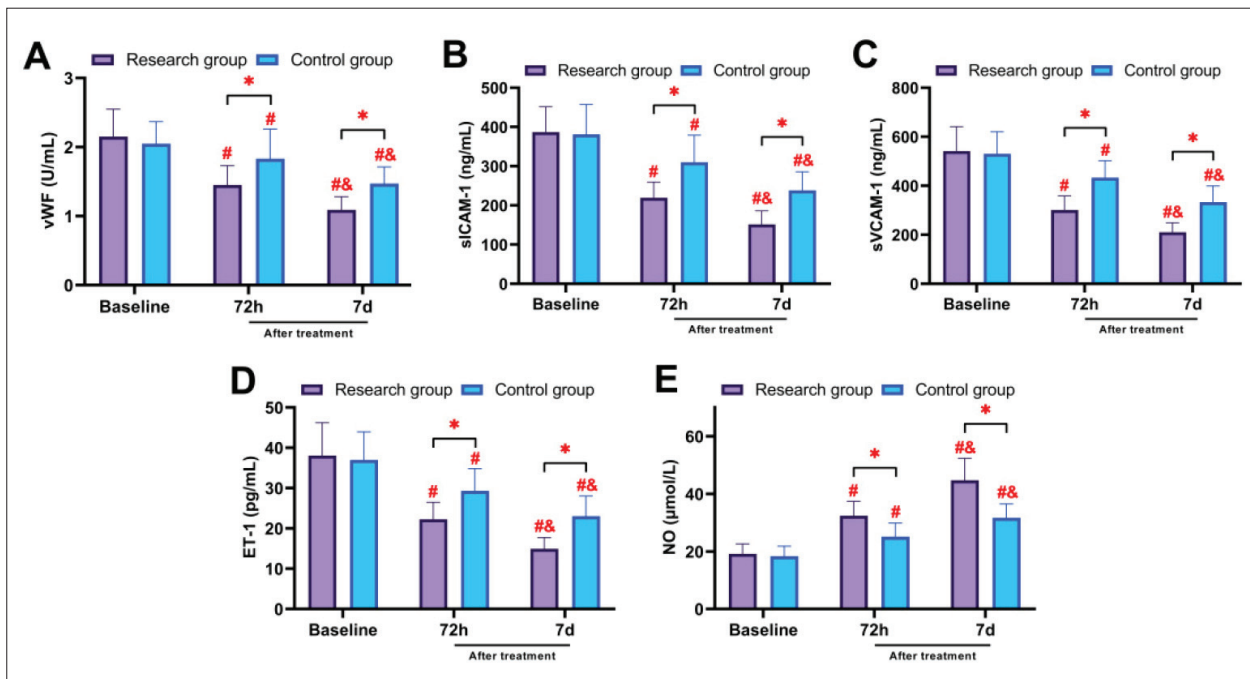 A
Research group Control group
vWF (U/mL)
3
2
1
0
*
*
#
#
#&
#&
Baseline 72h 7d
After treatment
B
Research group Control group
sICAM-1 (ng/mL)
500
400
300
200
100
0
*
*
#
#
#&
#&
Baseline 72h 7d
After treatment
C
Research group Control group
sVCAM-1 (ng/mL)
800
600
400
200
0
*
*
#
#
#&
#&
Baseline 72h 7d
After treatment
D
Research group Control group
ET-1 (pg/mL)
50
40
30
20
10
0
*
*
#
#
#&
#&
Baseline 72h 7d
After treatment
E
Research group Control group
NO (μmol/L)
60
40
20
0
*
*
#
#
#&
#&
Baseline 72h 7d
After treatment